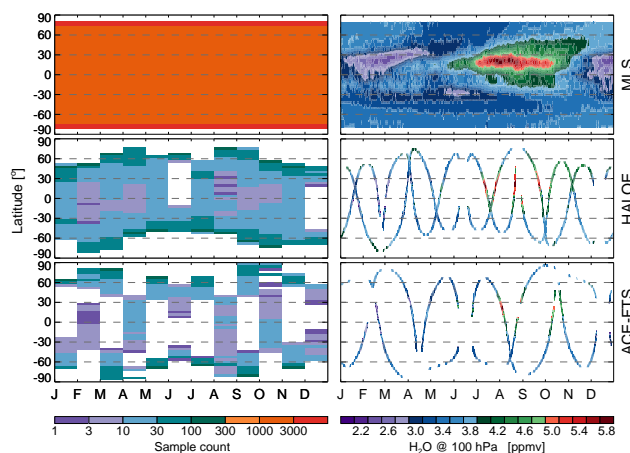 90
60
30
0
-30
-60
-90
MLS
90
60
30
0
-30
-60
-90
Latitude [°]
HALOE
90
60
30
0
-30
-60
-90
ACE-FTS
J F M A M J J A S O N D
J F M A M J J A S O N D
1 3 10 30 100 300 1000 3000
2.2 2.6 3.0 3.4 3.8 4.2 4.6 5.0 5.4 5.8
Sample count
H₂O @ 100 hPa [ppmv]